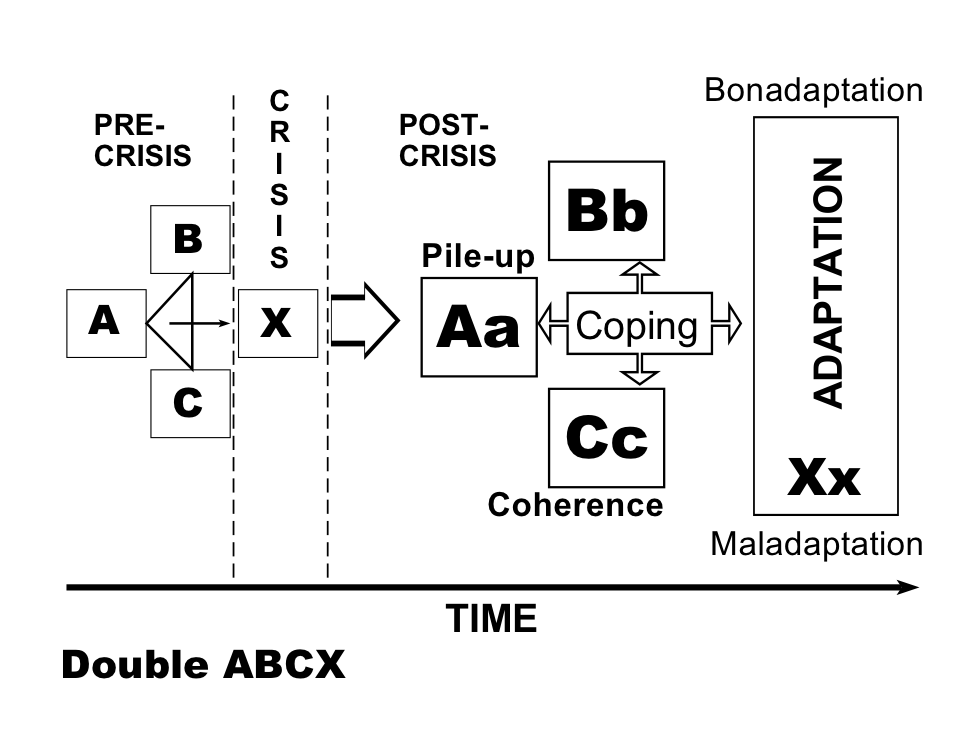 PRE-
CRISIS
B
A
C
C
R
I
S
I
S
X
POST-
CRISIS
Bb
Pile-up
Aa
Coping
Cc
Coherence
Bonadaptation
ADAPTATION
Xx
Maladaptation
TIME
Double ABCX